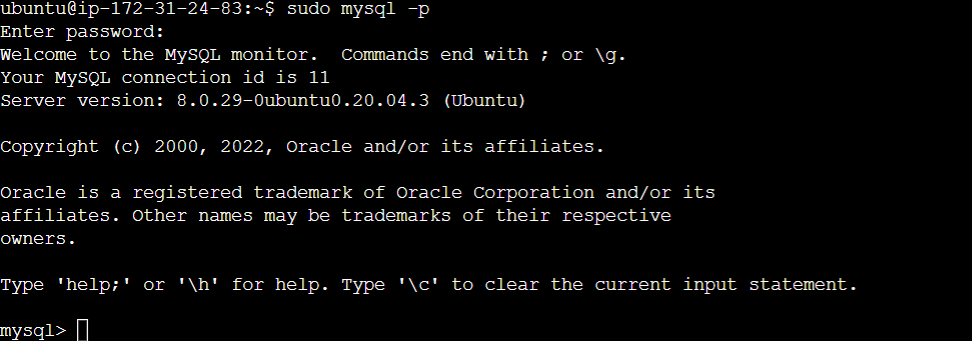 ubuntu@ip-172-31-24-83:~$ sudo mysql -p
Enter password:
Welcome to the MySQL monitor.  Commands end with ; or \g.
Your MySQL connection id is 11
Server version: 8.0.29-0ubuntu0.20.04.3 (Ubuntu)
Copyright (c) 2000, 2022, Oracle and/or its affiliates.
Oracle is a registered trademark of Oracle Corporation and/or its
affiliates. Other names may be trademarks of their respective
owners.
Type 'help;' or '\h' for help. Type '\c' to clear the current input statement.
mysql>